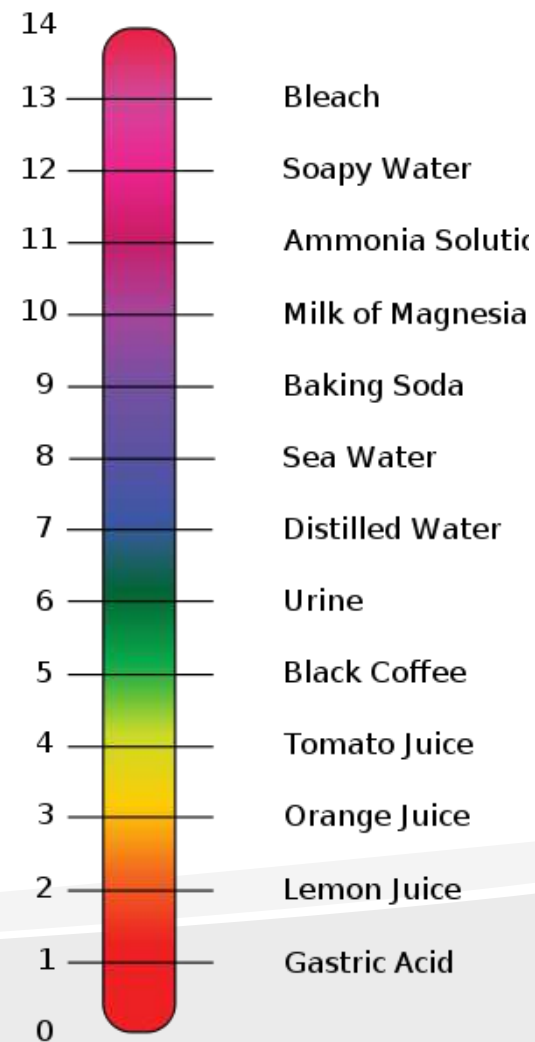 14
13 Bleach
12 Soapy Water
11 Ammonia Solutic
10 Milk of Magnesia
9 Baking Soda
8 Sea Water
7 Distilled Water
6 Urine
5 Black Coffee
4 Tomato Juice
3 Orange Juice
2 Lemon Juice
1 Gastric Acid
0